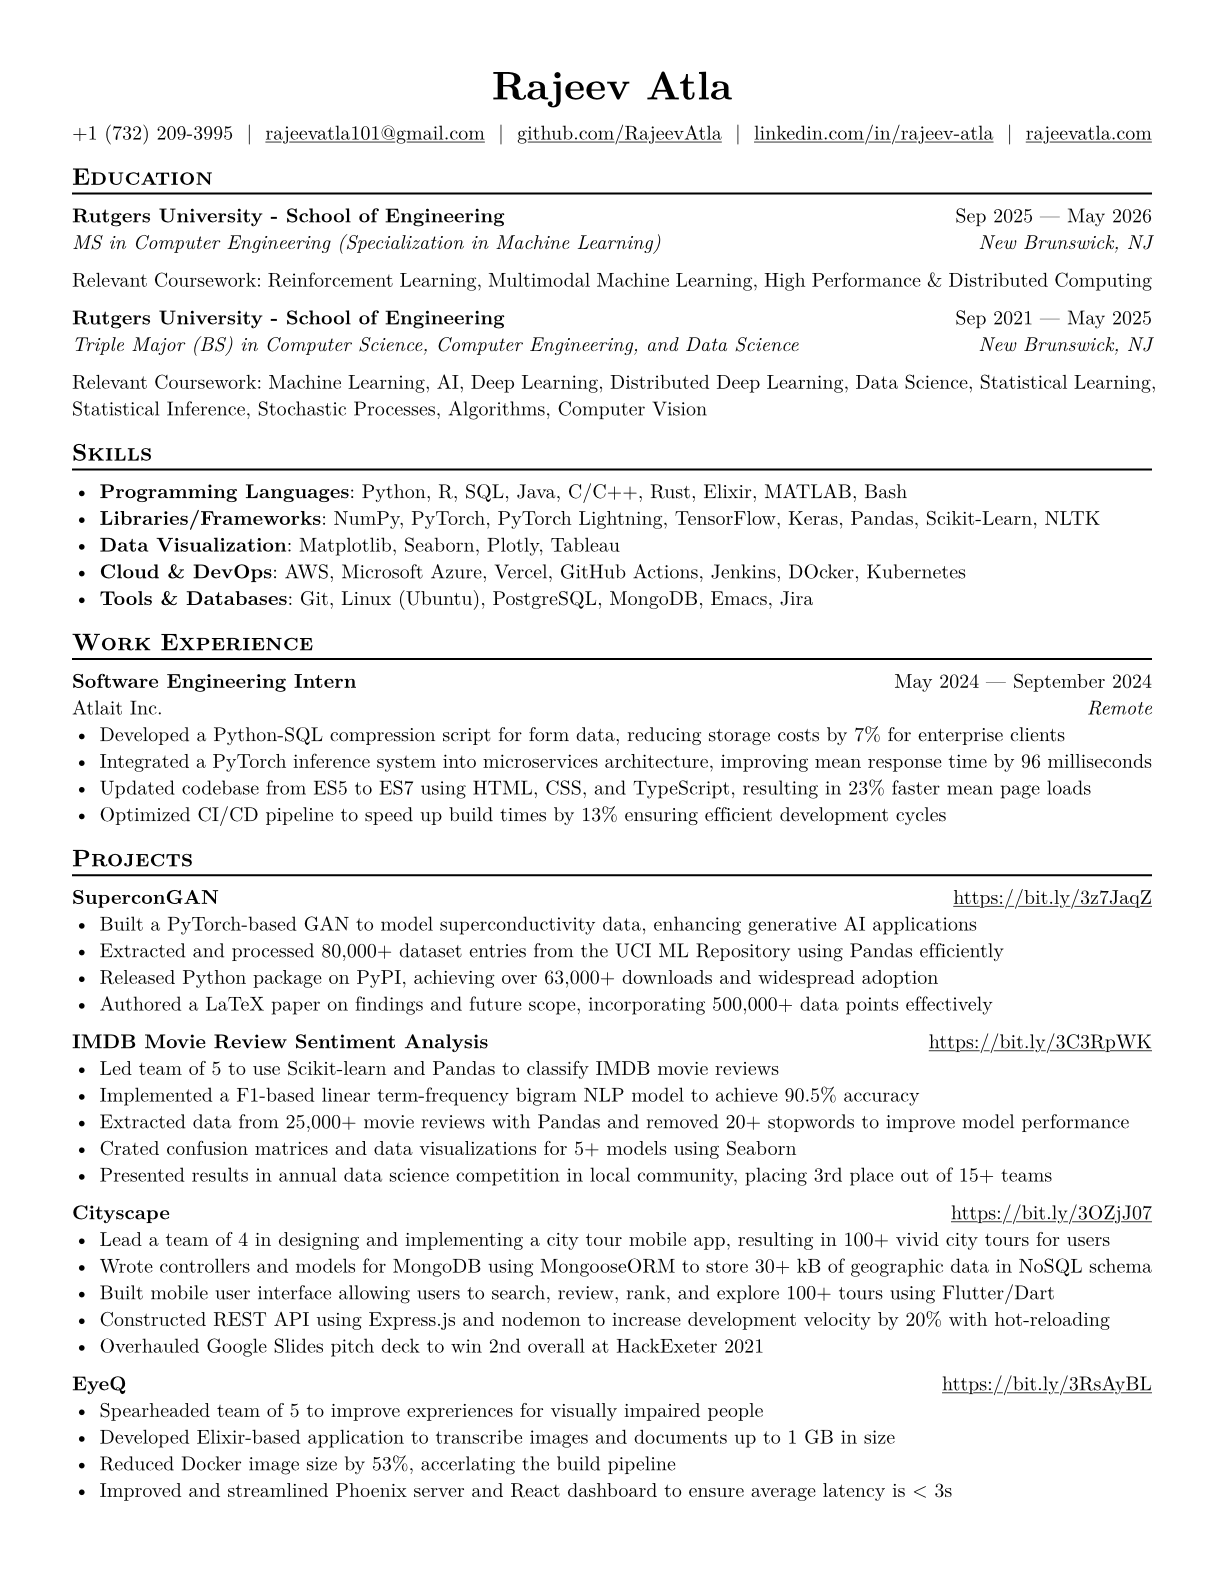 Rajeev Atla
+1 (732) 209-3995 | rajeevatla101@gmail.com | github.com/RajeevAtla | linkedin.com/in/rajeev-atla | rajeevatla.com
Education
Rutgers University - School of Engineering Sep 2025 — May 2026
MS in Computer Engineering (Specialization in Machine Learning) New Brunswick, NJ
Relevant Coursework: Reinforcement Learning, Multimodal Machine Learning, High Performance & Distributed Computing
Rutgers University - School of Engineering Sep 2021 — May 2025
Triple Major (BS) in Computer Science, Computer Engineering, and Data Science New Brunswick, NJ
Relevant Coursework: Machine Learning, AI, Deep Learning, Distributed Deep Learning, Data Science, Statistical Learning,
Statistical Inference, Stochastic Processes, Algorithms, Computer Vision
Skills
• Programming Languages: Python, R, SQL, Java, C/C++, Rust, Elixir, MATLAB, Bash
• Libraries/Frameworks: NumPy, PyTorch, PyTorch Lightning, TensorFlow, Keras, Pandas, Scikit-Learn, NLTK
• Data Visualization: Matplotlib, Seaborn, Plotly, Tableau
• Cloud & DevOps: AWS, Microsoft Azure, Vercel, GitHub Actions, Jenkins, DOcker, Kubernetes
• Tools & Databases: Git, Linux (Ubuntu), PostgreSQL, MongoDB, Emacs, Jira
Work Experience
Software Engineering Intern May 2024 — September 2024
Atlait Inc. Remote
• Developed a Python-SQL compression script for form data, reducing storage costs by 7% for enterprise clients
• Integrated a PyTorch inference system into microservices architecture, improving mean response time by 96 milliseconds
• Updated codebase from ES5 to ES7 using HTML, CSS, and TypeScript, resulting in 23% faster mean page loads
• Optimized CI/CD pipeline to speed up build times by 13% ensuring efficient development cycles
Projects
SuperconGAN https://bit.ly/3z7JaqZ
• Built a PyTorch-based GAN to model superconductivity data, enhancing generative AI applications
• Extracted and processed 80,000+ dataset entries from the UCI ML Repository using Pandas efficiently
• Released Python package on PyPI, achieving over 63,000+ downloads and widespread adoption
• Authored a LaTeX paper on findings and future scope, incorporating 500,000+ data points effectively
IMDB Movie Review Sentiment Analysis https://bit.ly/3C3RpWK
• Led team of 5 to use Scikit-learn and Pandas to classify IMDB movie reviews
• Implemented a F1-based linear term-frequency bigram NLP model to achieve 90.5% accuracy
• Extracted data from 25,000+ movie reviews with Pandas and removed 20+ stopwords to improve model performance
• Crated confusion matrices and data visualizations for 5+ models using Seaborn
• Presented results in annual data science competition in local community, placing 3rd place out of 15+ teams
Cityscape https://bit.ly/3OZjJ07
• Lead a team of 4 in designing and implementing a city tour mobile app, resulting in 100+ vivid city tours for users
• Wrote controllers and models for MongoDB using MongooseORM to store 30+ kB of geographic data in NoSQL schema
• Built mobile user interface allowing users to search, review, rank, and explore 100+ tours using Flutter/Dart
• Constructed REST API using Express.js and nodemon to increase development velocity by 20% with hot-reloading
• Overhauled Google Slides pitch deck to win 2nd overall at HackExeter 2021
EyeQ https://bit.ly/3RsAyBL
• Spearheaded team of 5 to improve expreriences for visually impaired people
• Developed Elixir-based application to transcribe images and documents up to 1 GB in size
• Reduced Docker image size by 53%, accerlating the build pipeline
• Improved and streamlined Phoenix server and React dashboard to ensure average latency is < 3s